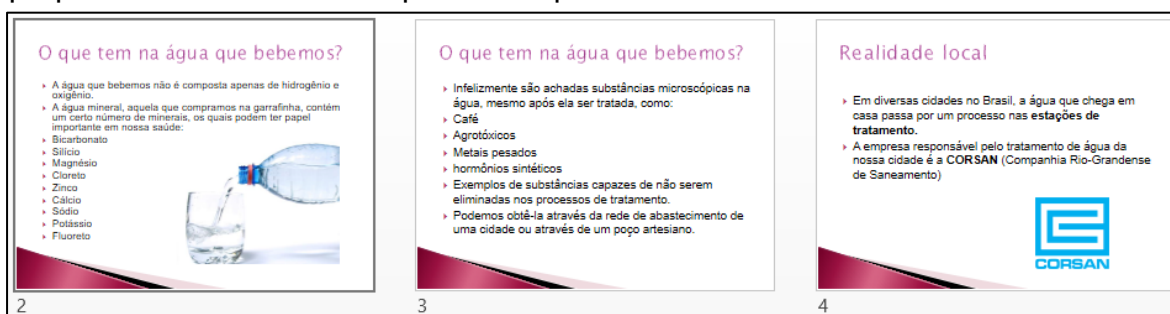 O que tem na água que bebemos?
A água que bebemos não é composta apenas de hidrogênio e
oxigênio.
A água mineral, aquela que compramos na garrafinha, contém
um certo número de minerais, os quais podem ter papel
importante em nossa saúde:
Bicarbonato
Silício
Magnésio
Cloreto
Zinco
Cálcio
Sódio
Potássio
Fluoreto
2
O que tem na água que bebemos?
Infelizmente são achadas substâncias microscópicas na
água, mesmo após ela ser tratada, como:
Café
Agrotóxicos
Metais pesados
hormônios sintéticos
Exemplos de substâncias capazes de não serem
eliminadas nos processos de tratamento.
Podemos obtê-la através da rede de abastecimento de
uma cidade ou através de um poço artesiano.
3
Realidade local
Em diversas cidades no Brasil, a água que chega em
casa passa por um processo nas estações de
tratamento.
A empresa responsável pelo tratamento de água da
nossa cidade é a CORSAN (Companhia Rio-Grandense
de Saneamento)
CORSAN
4